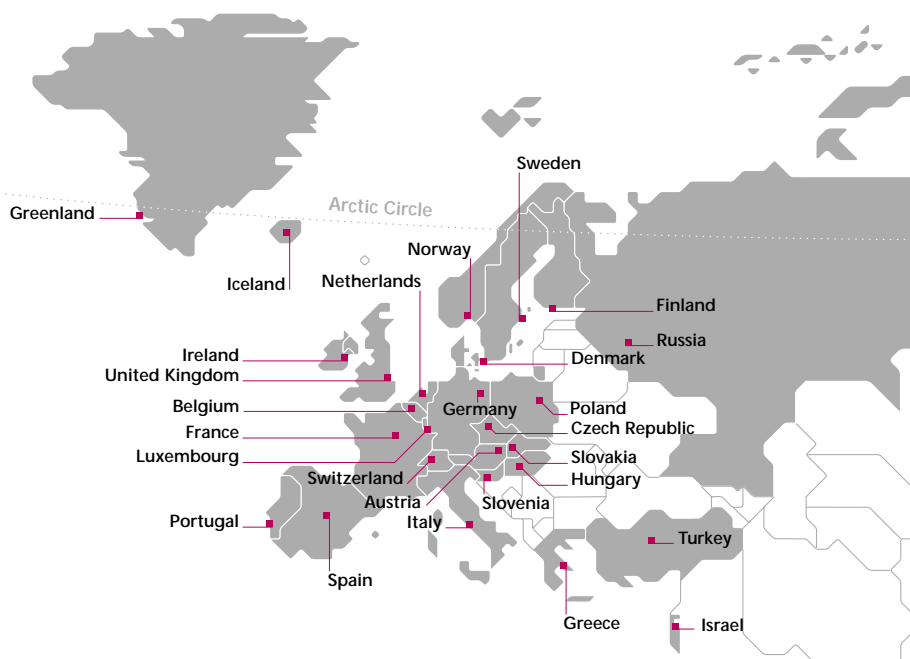 Sweden
Arctic Circle
Greenland
Norway
Iceland
Netherlands
Finland
Russia
Ireland
Denmark
United Kingdom
Belgium
Germany
Poland
France
Czech Republic
Luxembourg
Slovakia
Switzerland
Hungary
Austria
Slovenia
Portugal
Italy
Turkey
Spain
Greece
Israel